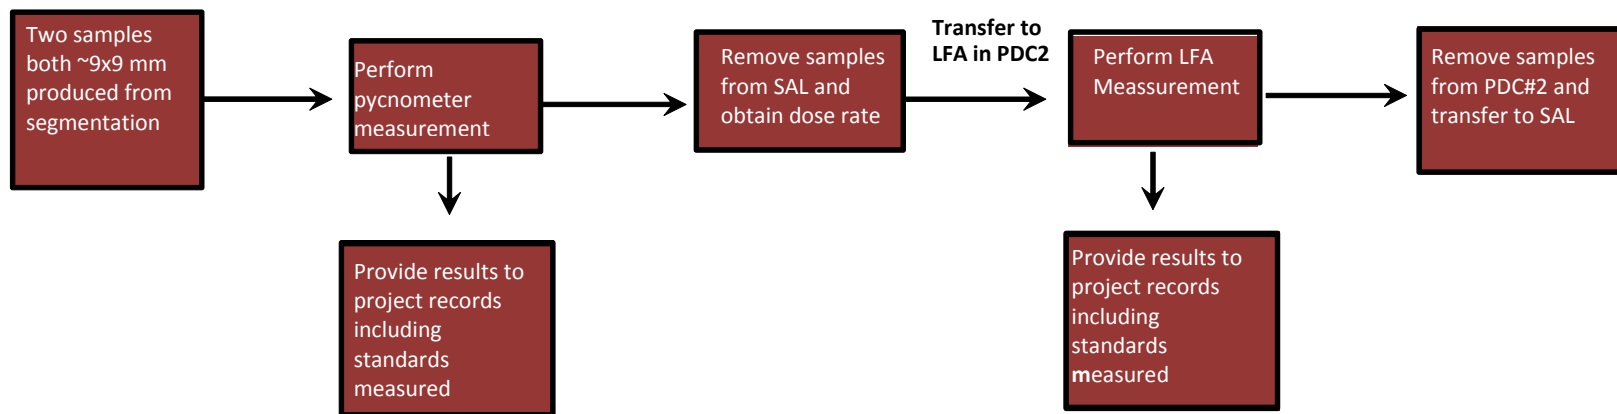 Two samples
both ~9x9 mm
produced from
segmentation
Perform
pycnometer
measurement
Remove samples
from SAL and
obtain dose rate
Transfer to
LFA in PDC2
Perform LFA
Meassurement
Remove samples
from PDC#2 and
transfer to SAL
Provide results to
project records
including
standards
measured
Provide results to
project records
including
standards
measured